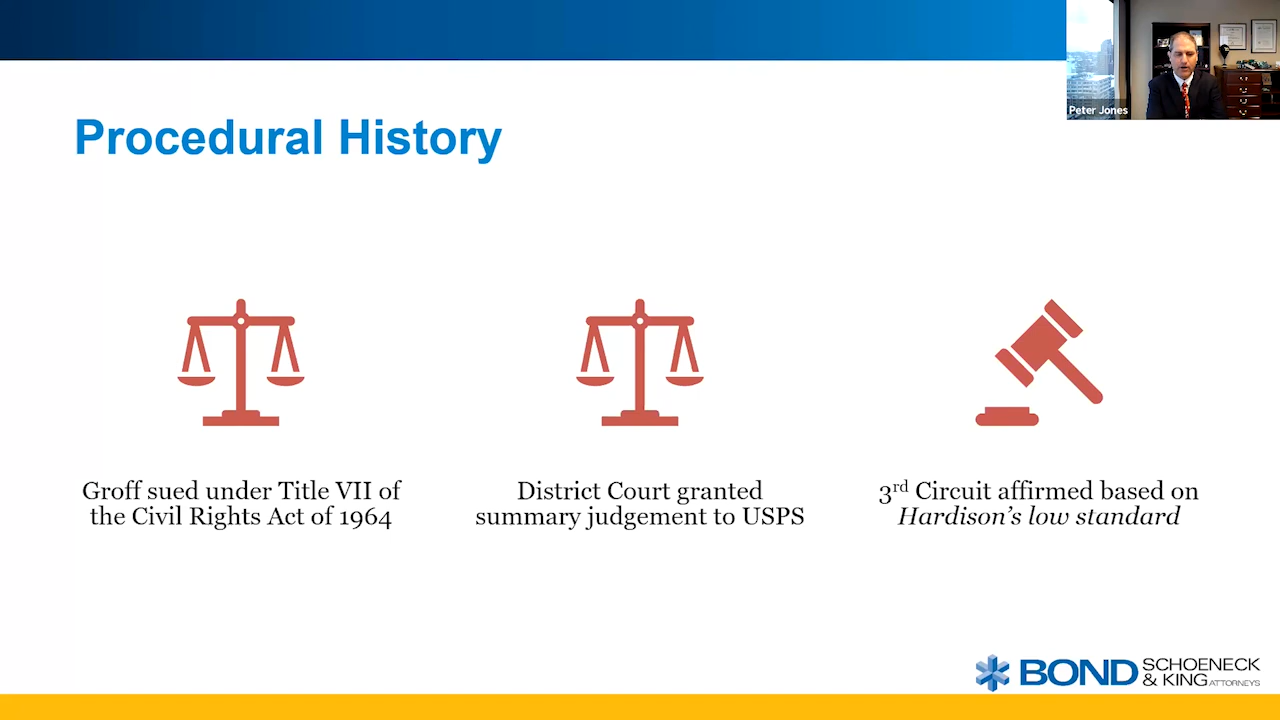 Peter Jones
Procedural History
Groff sued under Title VII of
the Civil Rights Act of 1964
District Court granted
summary judgement to USPS
3rd Circuit affirmed based on
Hardison’s low standard
BOND SCHOENECK
& KING ATTORNEYS